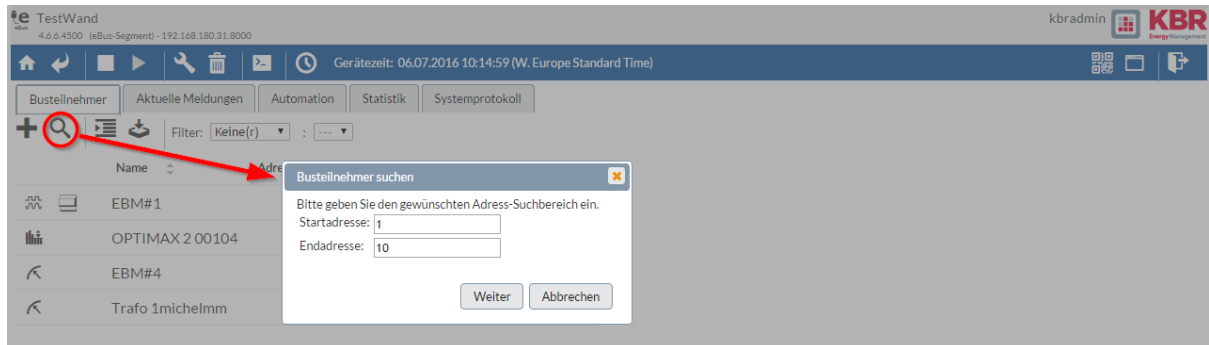 e TestWand kbradmin KBR
eBus 4.6.6 4500 (eBus-Segment) - 192.168.180.31:8000 Energy Management
Gerätezeit: 06.07.2016 10:14:59 (W. Europe Standard Time)
Busteilnehmer Aktuelle Meldungen Automation Statistik Systemprotokoll
Filter: Keine(r) : ---
Name Adre
Busteilnehmer suchen
Bitte geben Sie den gewünschten Adress-Suchbereich ein.
EBM#1
Startadresse: 1
OPTIMAX 2 00104
Endadresse: 10
EBM#4
Weiter Abbrechen
Trafo 1michelmm